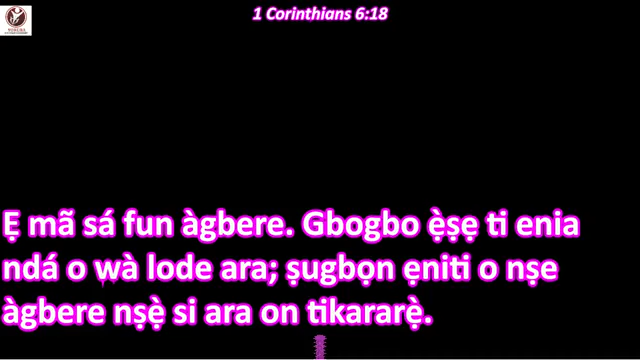 1 Corinthians 6:18
Ẹ mã sá fun àgbere. Gbogbo ẹ̀ṣẹ ti enia
ndá o wà lode ara; ṣugbọn ẹniti o nṣe
àgbere nṣẹ̀ si ara on tikararẹ̀.